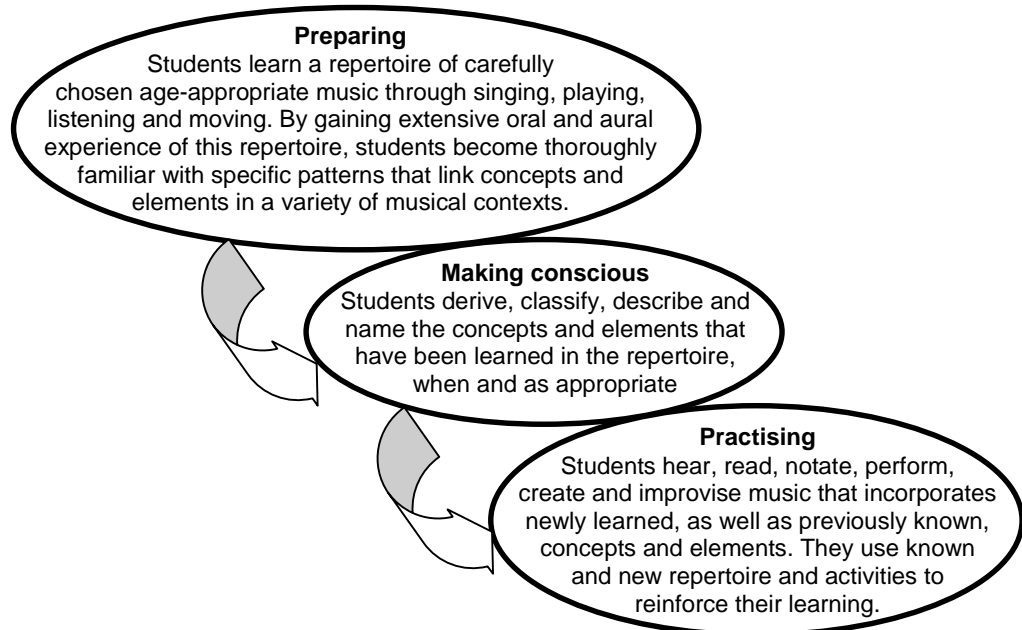 Preparing
Students learn a repertoire of carefully
chosen age-appropriate music through singing, playing,
listening and moving. By gaining extensive oral and aural
experience of this repertoire, students become thoroughly
familiar with specific patterns that link concepts and
elements in a variety of musical contexts.
Making conscious
Students derive, classify, describe and
name the concepts and elements that
have been learned in the repertoire,
when and as appropriate
Practising
Students hear, read, notate, perform,
create and improvise music that incorporates
newly learned, as well as previously known,
concepts and elements. They use known
and new repertoire and activities to
reinforce their learning.